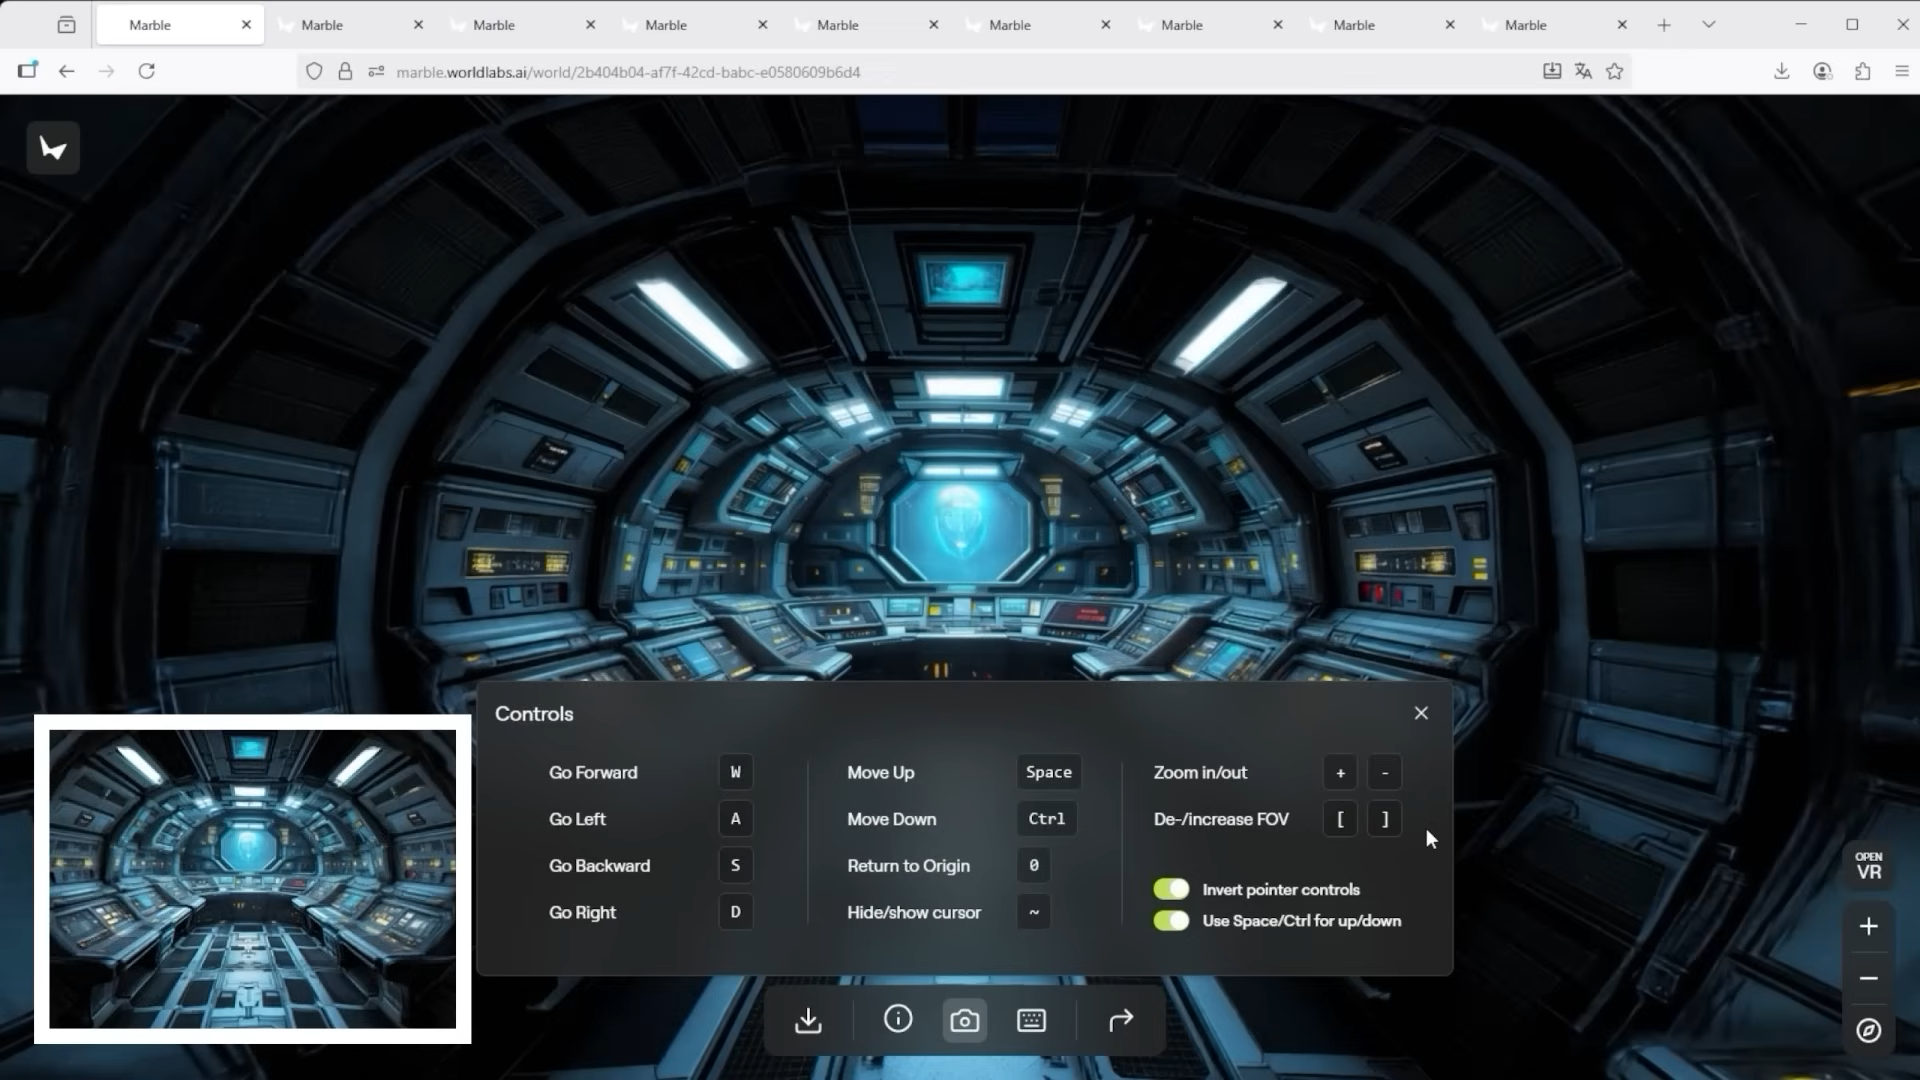 Marble
Marble
Marble
Marble
Marble
Marble
Marble
Marble
Marble
marble.worldlabs.ai/world/2b404b04-af7f-42cd-babc-e0580609b6d4
Controls
Go Forward W
Go Left A
Go Backward S
Go Right D
Move Up Space
Move Down Ctrl
Return to Origin 0
Hide/show cursor ~
Zoom in/out + -
De-/increase FOV [ ]
Invert pointer controls
Use Space/Ctrl for up/down
OPEN
VR